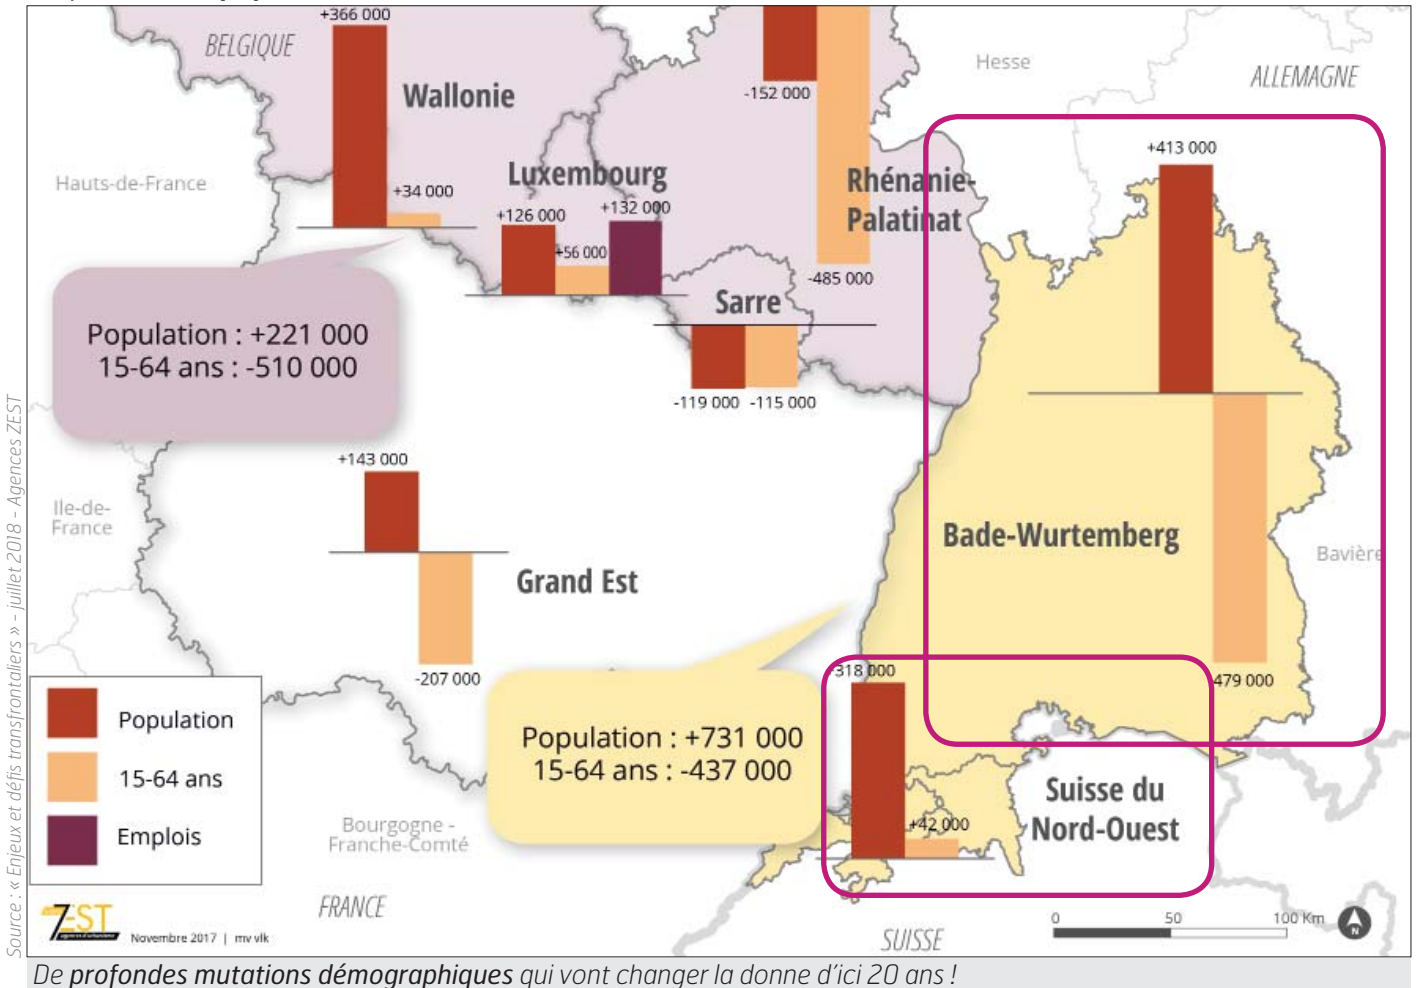 +366 000
BELGIQUE
Wallonie
Hauts-de-France
+34 000
Luxembourg
+126 000
+56 000
+132 000
-152 000
Hesse
ALLEMAGNE
Rhénanie-
Palatinat
-485 000
Sarre
-119 000 -115 000
+413 000
Population : +221 000
15-64 ans : -510 000
+143 000
Ile-de-
France
Grand Est
-207 000
Bade-Wurtemberg
Bavière
479 000
318 000
Population : +731 000
15-64 ans : -437 000
+42 000
Suisse du
Nord-Ouest
Population
15-64 ans
Emplois
Bourgogne -
Franche-Comté
FRANCE
SUISSE
0 50 100 Km
N
ZEST
Novembre 2017 | mv vlk
Source : « Enjeux et défis transfrontaliers » - juillet 2018 - Agences ZEST
De profondes mutations démographiques qui vont changer la donne d'ici 20 ans !